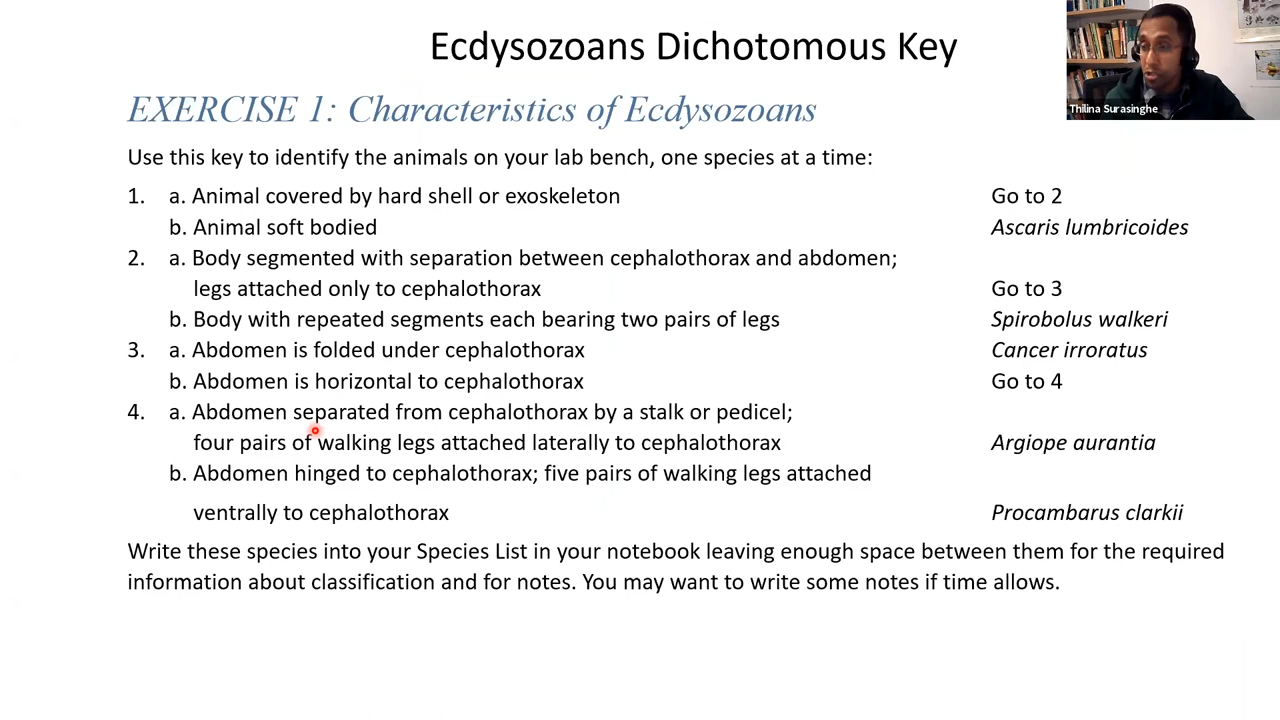 Ecdysozoans Dichotomous Key
Thilina Surasinghe
EXERCISE 1: Characteristics of Ecdysozoans
Use this key to identify the animals on your lab bench, one species at a time:
1. a. Animal covered by hard shell or exoskeleton Go to 2
b. Animal soft bodied Ascaris lumbricoides
2. a. Body segmented with separation between cephalothorax and abdomen;
legs attached only to cephalothorax Go to 3
b. Body with repeated segments each bearing two pairs of legs Spirobolus walkeri
3. a. Abdomen is folded under cephalothorax Cancer irroratus
b. Abdomen is horizontal to cephalothorax Go to 4
4. a. Abdomen separated from cephalothorax by a stalk or pedicel;
four pairs of walking legs attached laterally to cephalothorax Argiope aurantia
b. Abdomen hinged to cephalothorax; five pairs of walking legs attached
ventrally to cephalothorax Procambarus clarkii
Write these species into your Species List in your notebook leaving enough space between them for the required
information about classification and for notes. You may want to write some notes if time allows.